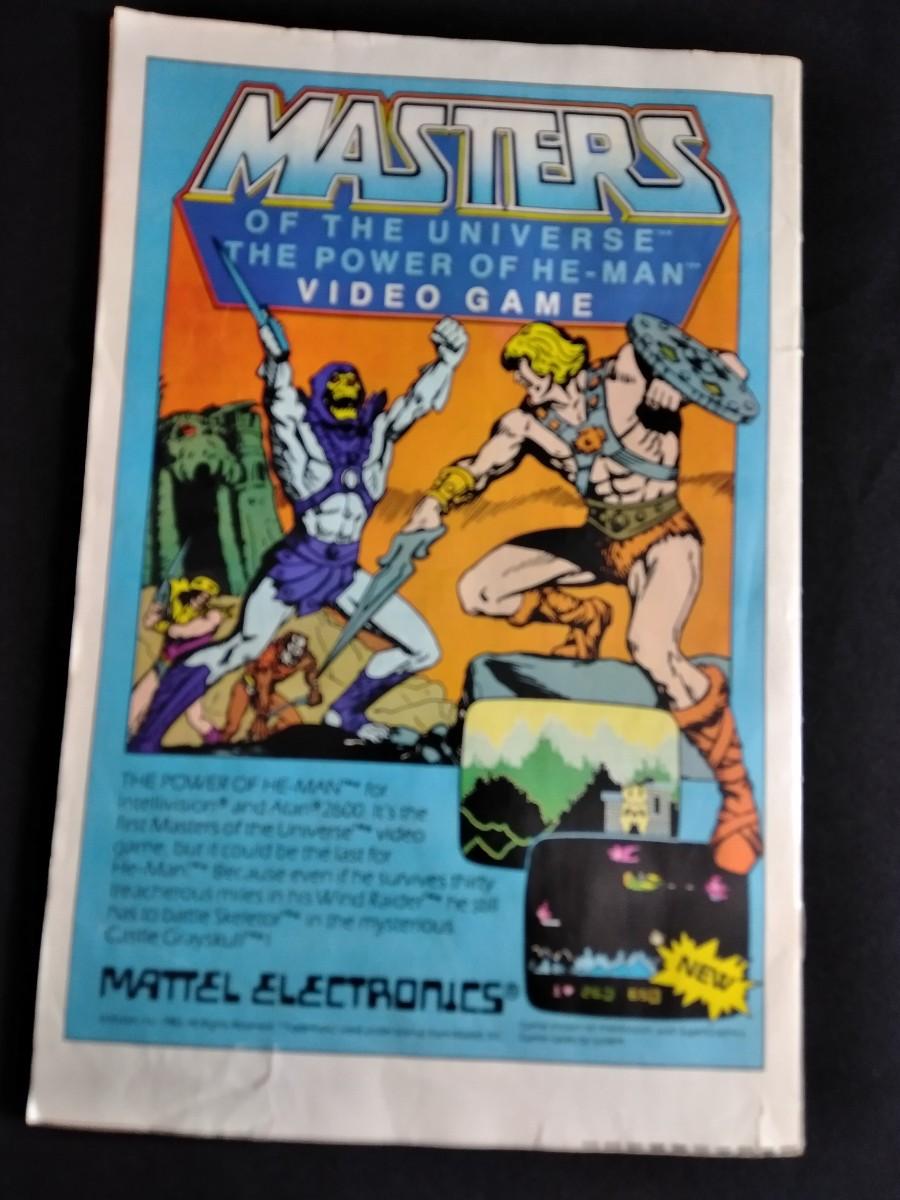 MASTERS
OF THE UNIVERSE™
THE POWER OF HE-MAN™
VIDEO GAME
THE POWER OF HE-MAN™ for
Intellivision® and Atari® 2600. It's the
first Masters of the Universe™ video
game, but it could be the last for
He-Man.™ Because even if he survives thirty
treacherous miles in his Wind Raider™ he still
has to battle Skeletor™ in the mysterious
Castle Grayskull™!
NEW
MATTEL ELECTRONICS®